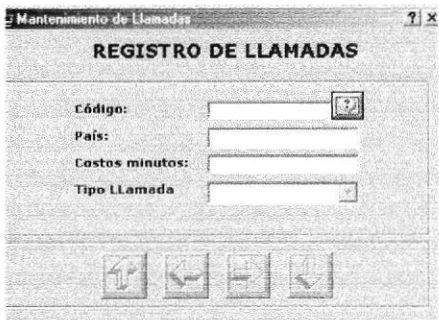 Mantenimiento de Llamadas
REGISTRO DE LLAMADAS
Código:
País:
Costos minutos:
Tipo LLamada